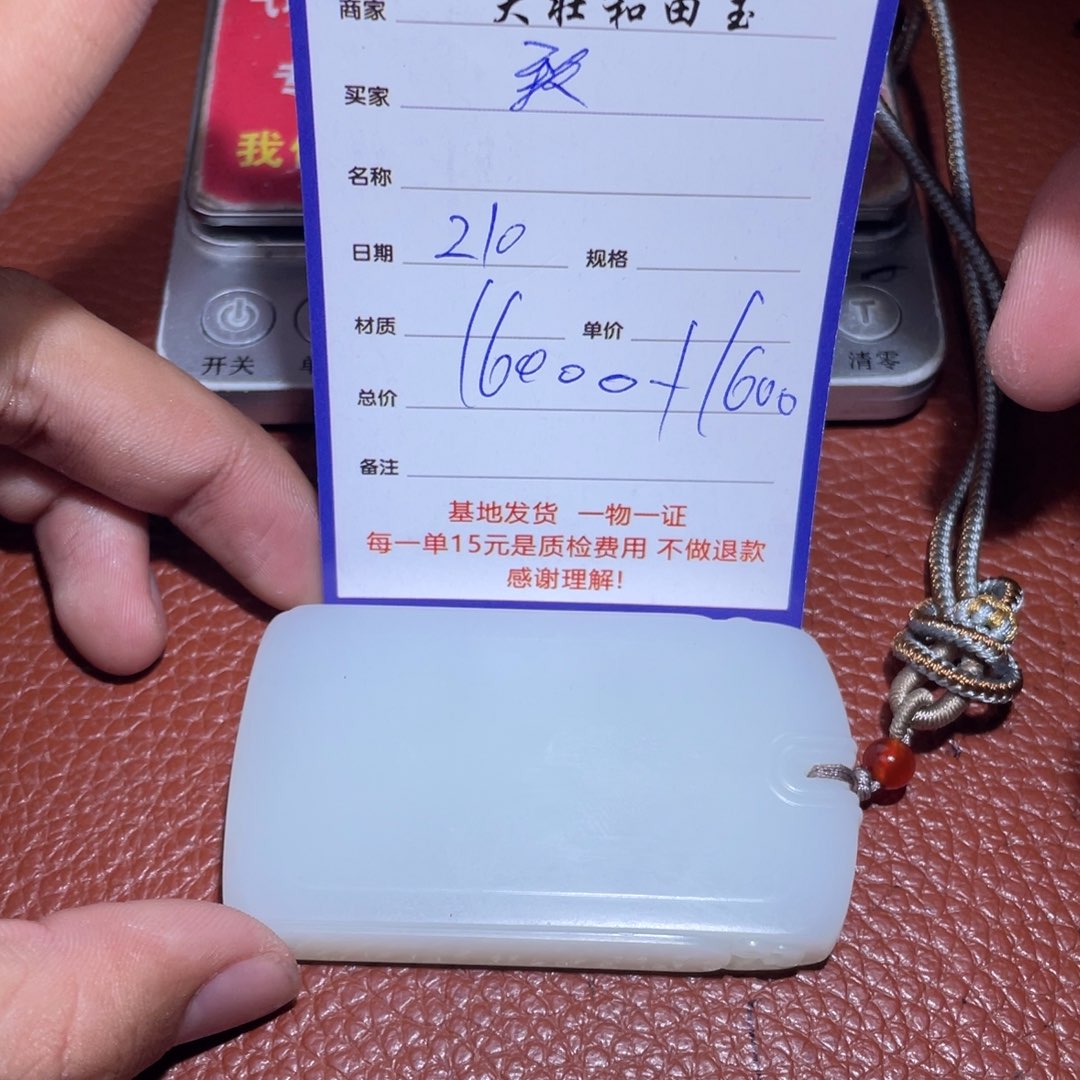 商家 大壮和田玉
买家
名称
日期 210 规格
材质 单价
总价 16000+1600
备注
基地发货 一物一证
每一单15元是质检费用 不做退款
感谢理解!
我
开关
清零
T